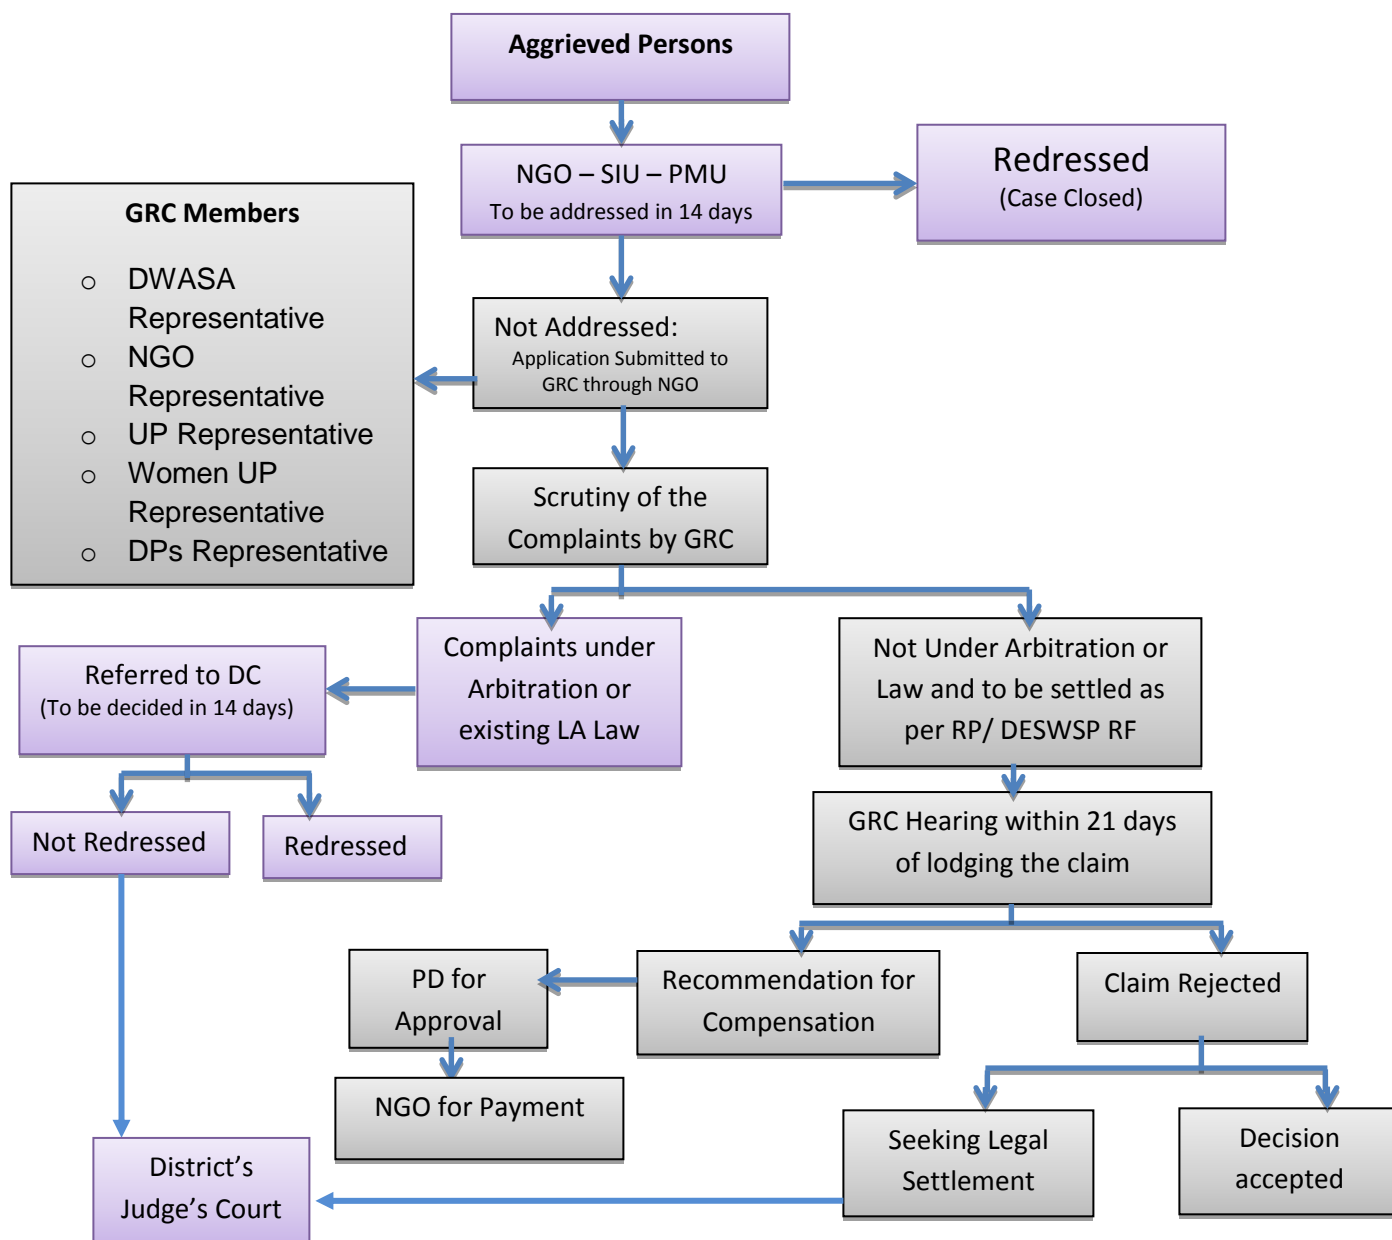 Aggrieved Persons
NGO – SIU – PMU
To be addressed in 14 days
Redressed
(Case Closed)
GRC Members
o DWASA
Representative
o NGO
Representative
o UP Representative
o Women UP
Representative
o DPs Representative
Not Addressed:
Application Submitted to
GRC through NGO
Scrutiny of the
Complaints by GRC
Referred to DC
(To be decided in 14 days)
Complaints under
Arbitration or
existing LA Law
Not Under Arbitration or
Law and to be settled as
per RP/ DESWSP RF
Not Redressed
Redressed
GRC Hearing within 21 days
of lodging the claim
PD for
Approval
Recommendation for
Compensation
Claim Rejected
NGO for Payment
Seeking Legal
Settlement
Decision
accepted
District’s
Judge’s Court